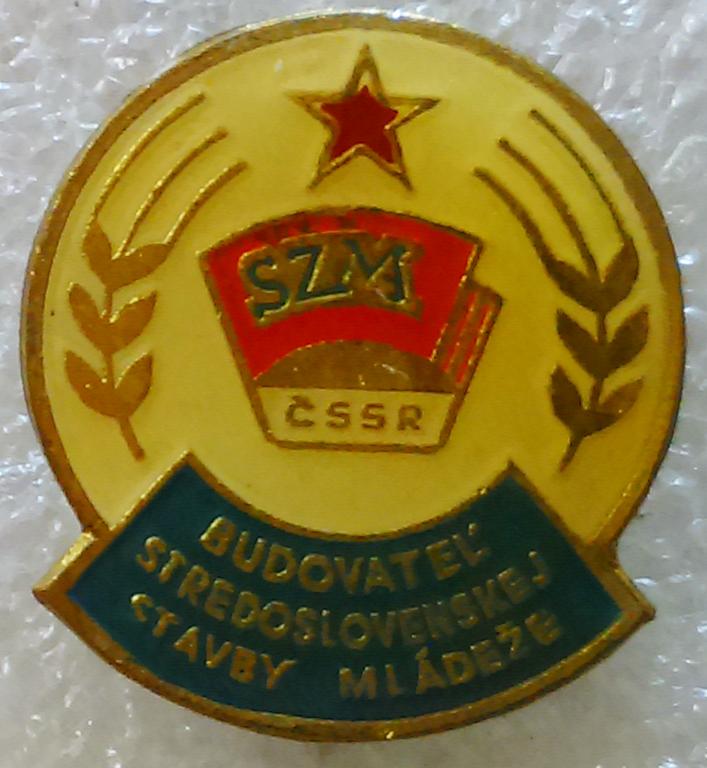 SZM
ČSSR
BUDOVATEĽ
STREDOSLOVENSKEJ
STAVBY MLÁDEŽE